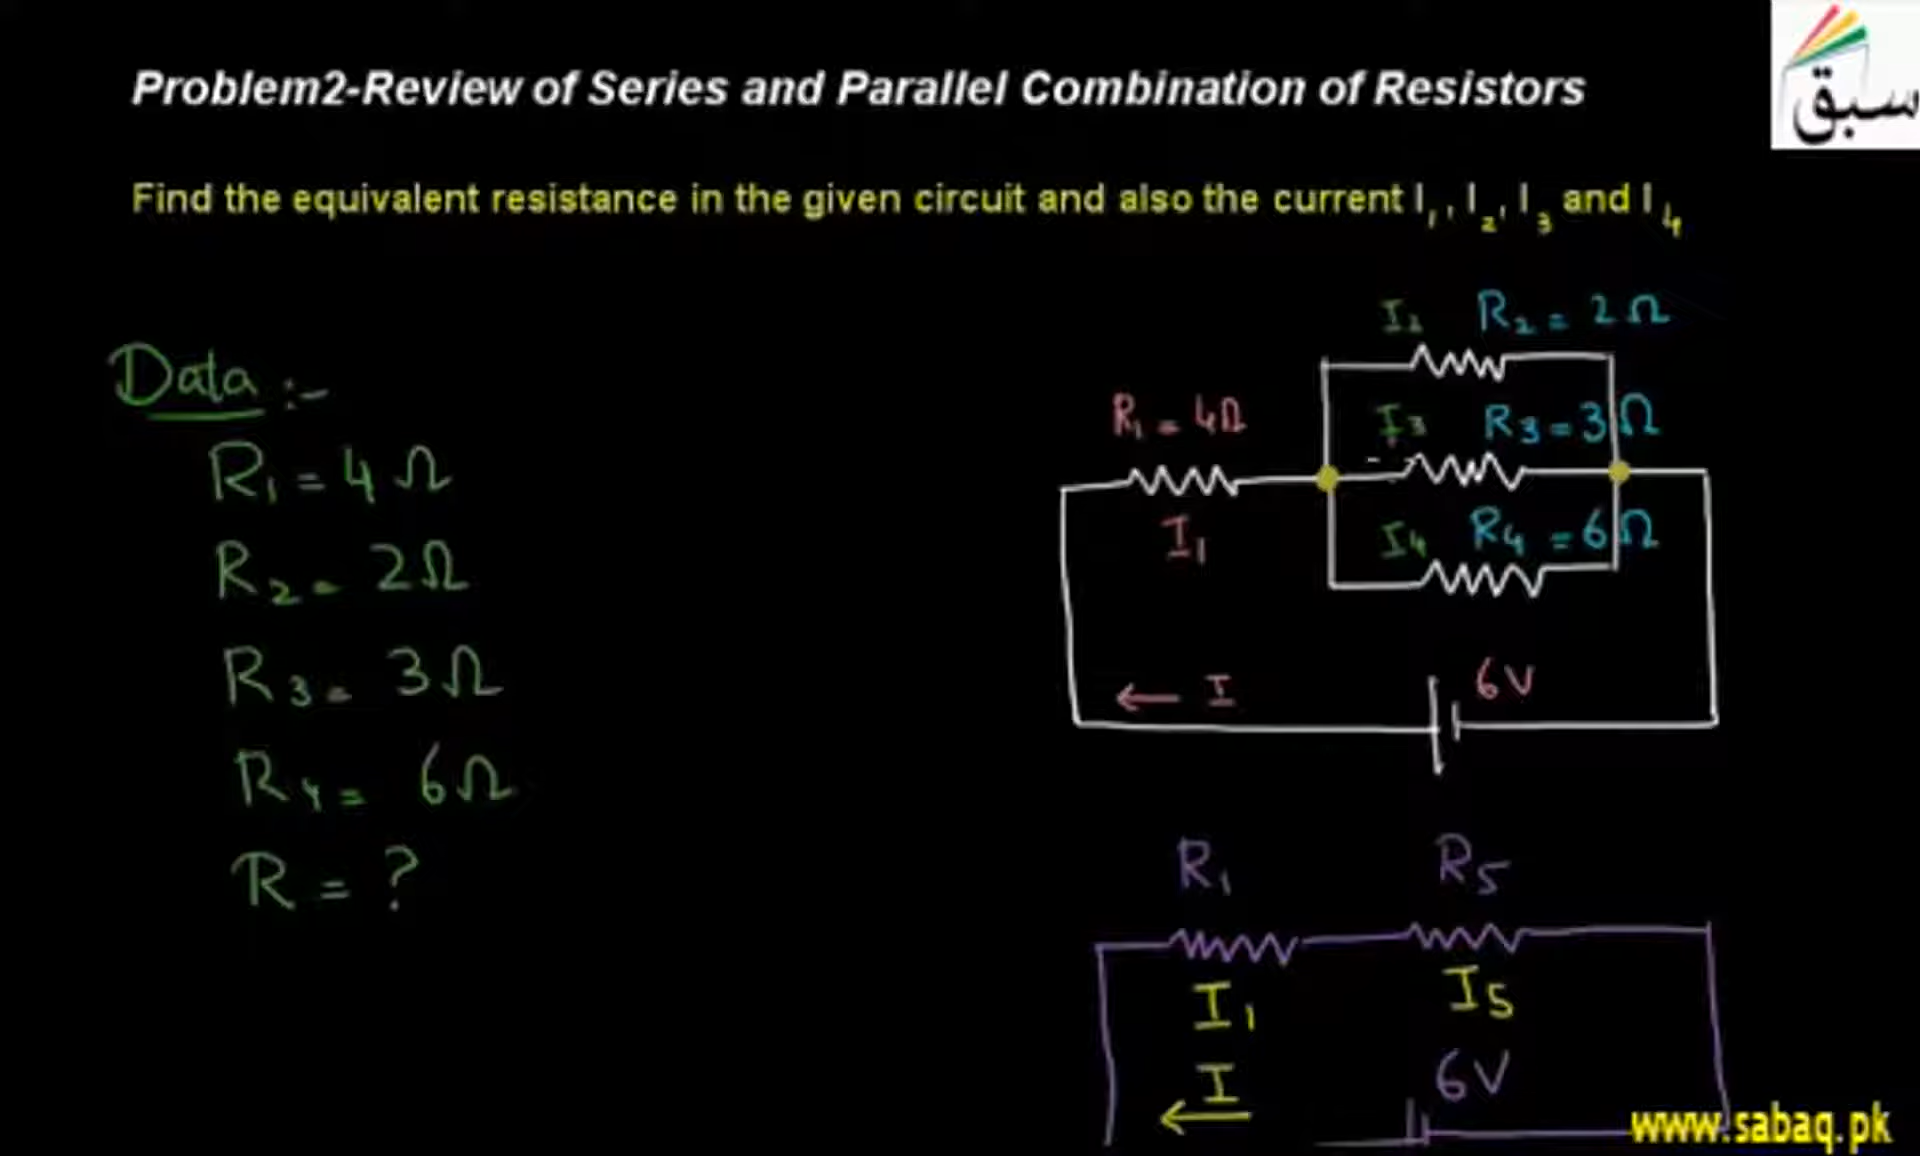 سبق
Problem2-Review of Series and Parallel Combination of Resistors
Find the equivalent resistance in the given circuit and also the current I₁, I₂, I₃ and I₄
Data :-
R₁ = 4 Ω
R₂ = 2Ω
R₃ = 3Ω
R₄ = 6Ω
R = ?
I₂ R₂ = 2Ω
R₁ = 4Ω
I₃ R₃ = 3Ω
I₁
I₄ R₄ = 6Ω
← I
6V
R₁ R₅
I₁ I₅
I
←
6V
www.sabaq.pk